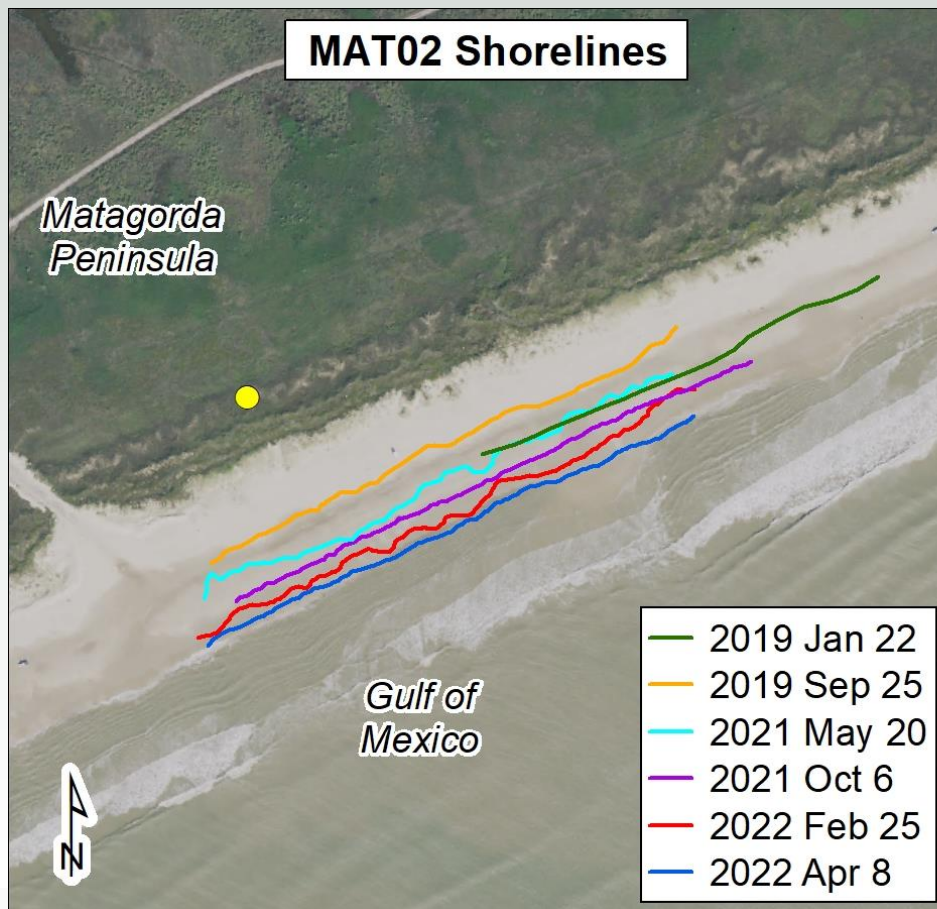 MAT02 Shorelines
Matagorda
Peninsula
Gulf of
Mexico
N
2019 Jan 22
2019 Sep 25
2021 May 20
2021 Oct 6
2022 Feb 25
2022 Apr 8